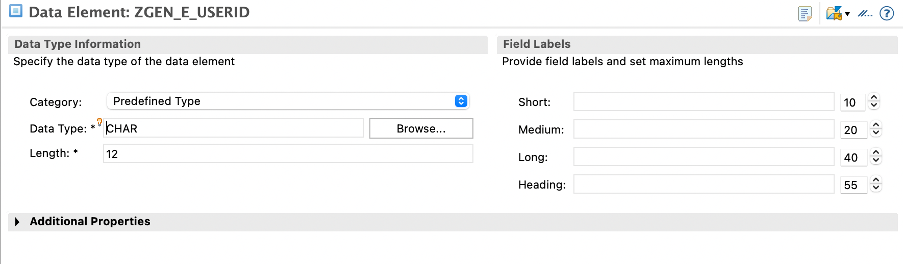 Data Element: ZGEN_E_USERID
Data Type Information
Specify the data type of the data element
Category: Predefined Type
Data Type: * CHAR Browse...
Length: * 12
Field Labels
Provide field labels and set maximum lengths
Short: 10
Medium: 20
Long: 40
Heading: 55
Additional Properties